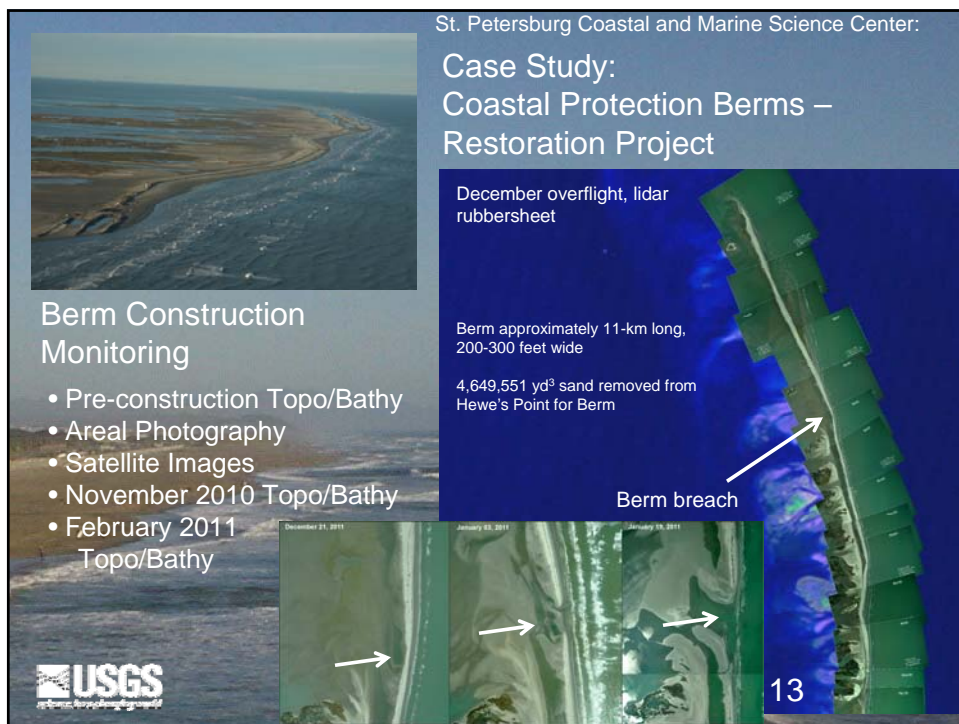 St. Petersburg Coastal and Marine Science Center:
Case Study:
Coastal Protection Berms –
Restoration Project
December overflight, lidar
rubbersheet
Berm approximately 11-km long,
200-300 feet wide
4,649,551 yd³ sand removed from
Hewe's Point for Berm
Berm breach
Berm Construction
Monitoring
• Pre-construction Topo/Bathy
• Areal Photography
• Satellite Images
• November 2010 Topo/Bathy
• February 2011
Topo/Bathy
December 21, 2011
January 03, 2011
January 19, 2011
USGS
13